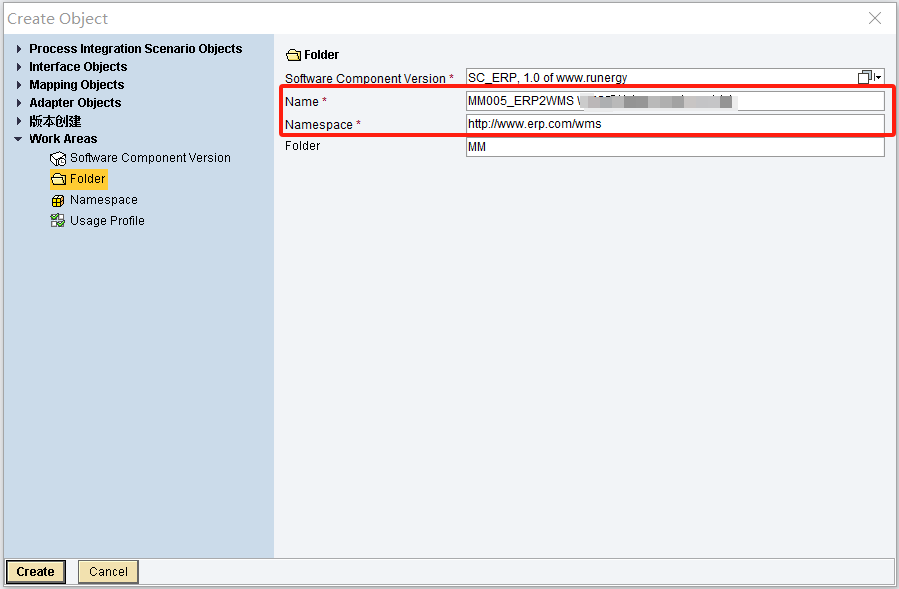 Create Object
Process Integration Scenario Objects
Interface Objects
Mapping Objects
Adapter Objects
版本创建
Work Areas
Software Component Version
Folder
Namespace
Usage Profile
Folder
Software Component Version * SC_ERP, 1.0 of www.runergy
Name * MM005_ERP2WMS
Namespace * http://www.erp.com/wms
Folder MM
Create Cancel